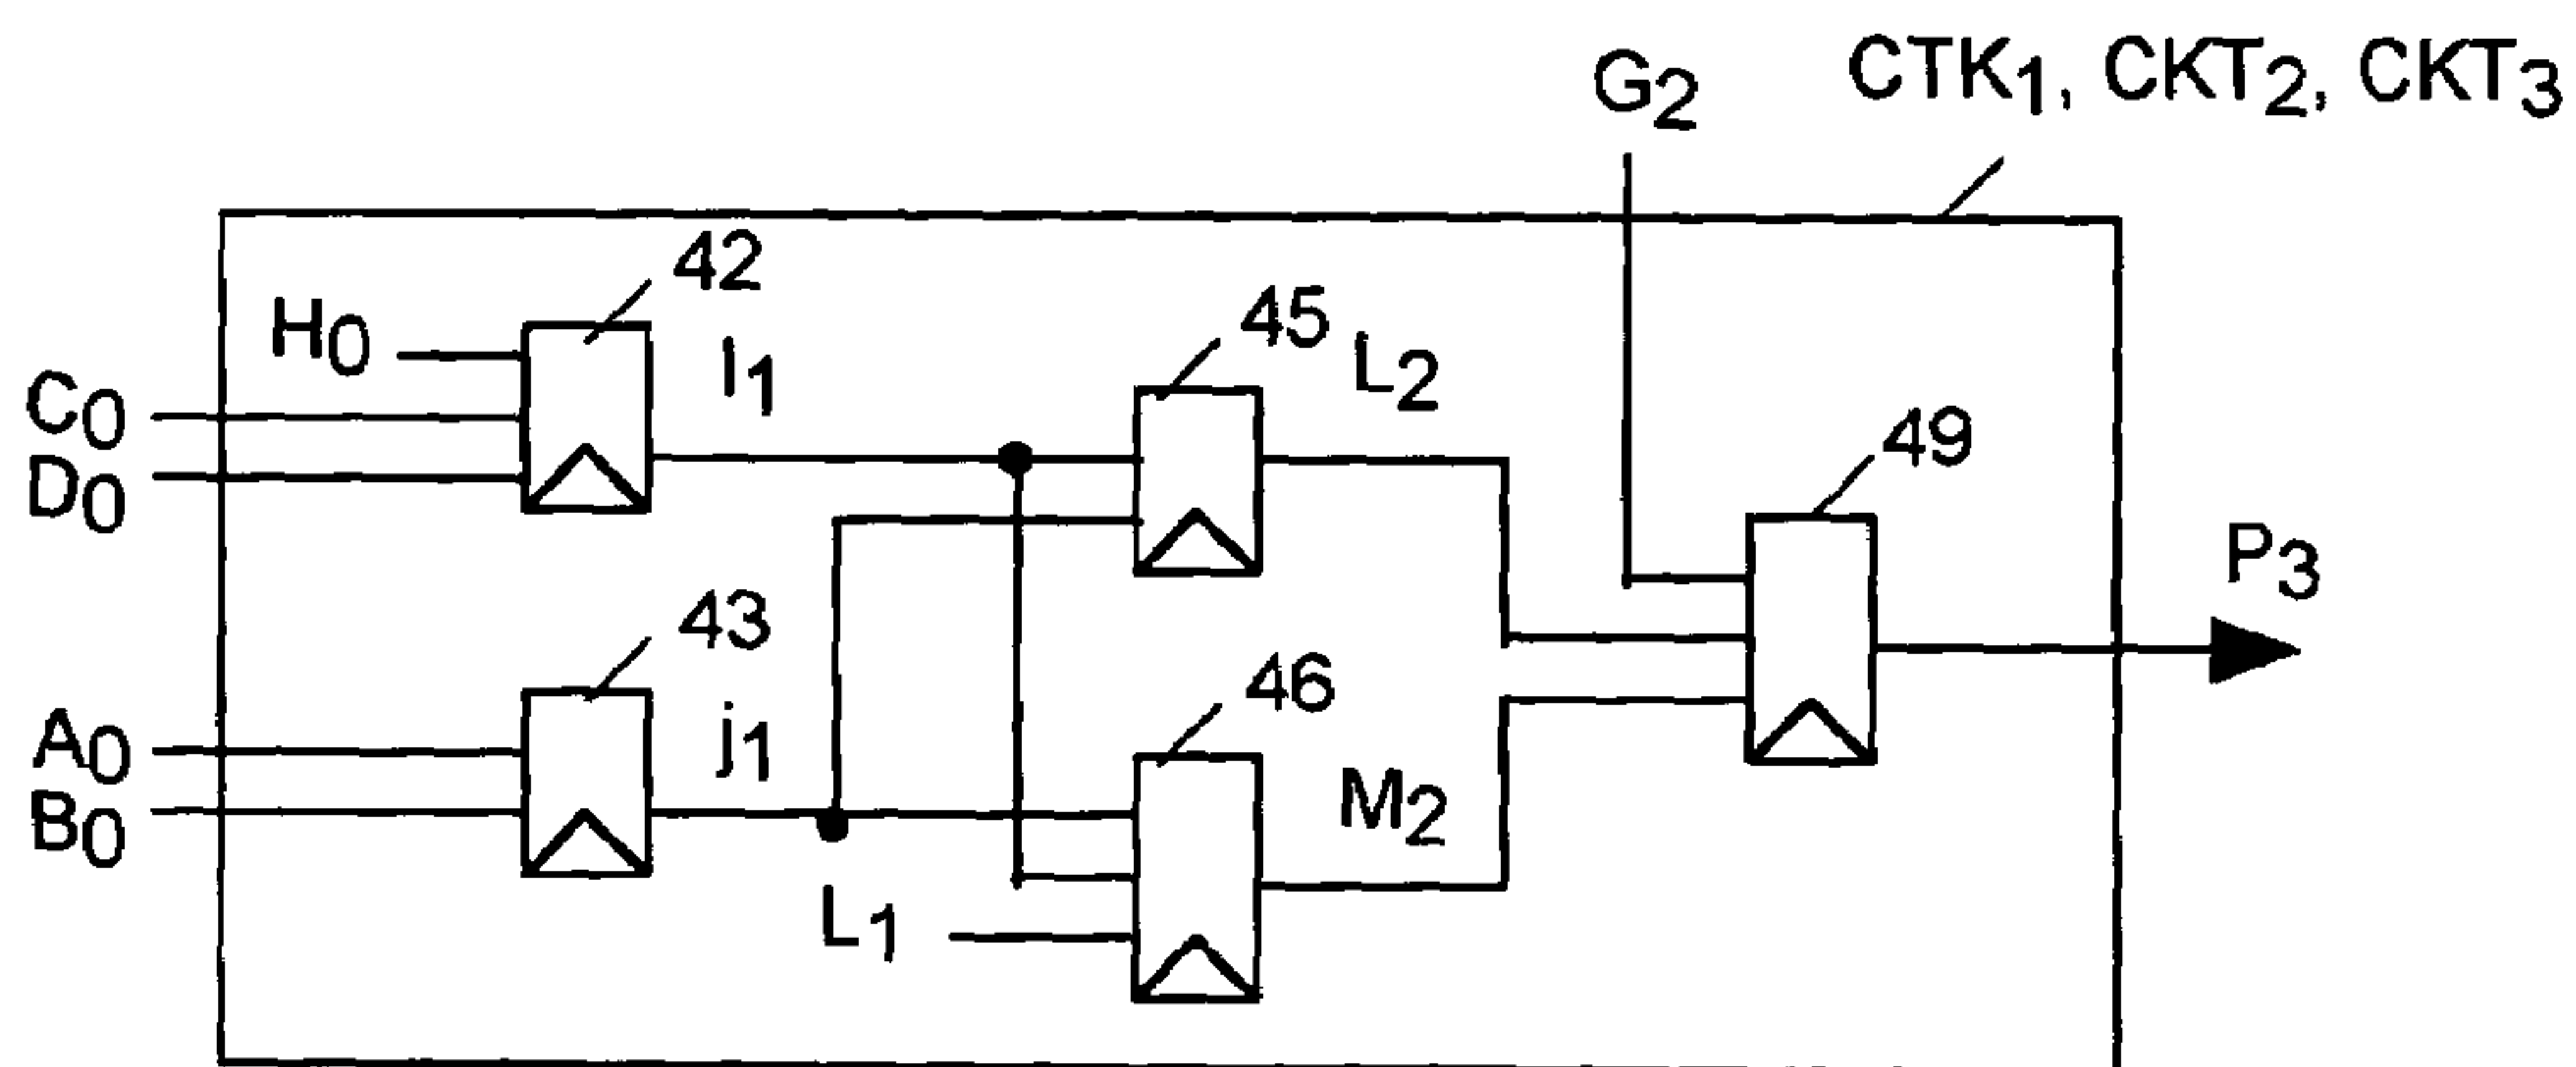 G2
CTK1, CKT2, CKT3
42
H0
I1
45
L2
C0
D0
49
P3
43
j1
46
A0
B0
M2
L1